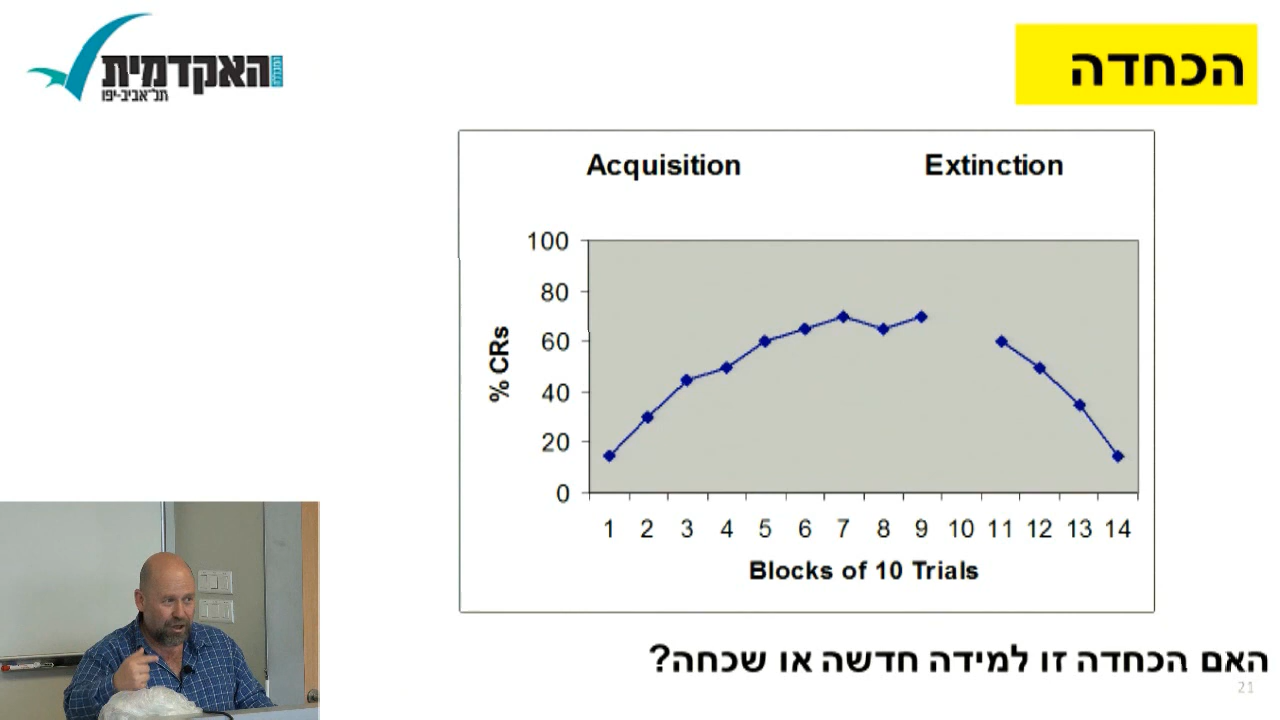 האקדמית
תל־אביב-יפו
הכחדה
Acquisition
Extinction
100
80
60
40
20
0
% CRs
1 2 3 4 5 6 7 8 9 10 11 12 13 14
Blocks of 10 Trials
האם הכחדה זו למידה חדשה או שכחה?
21